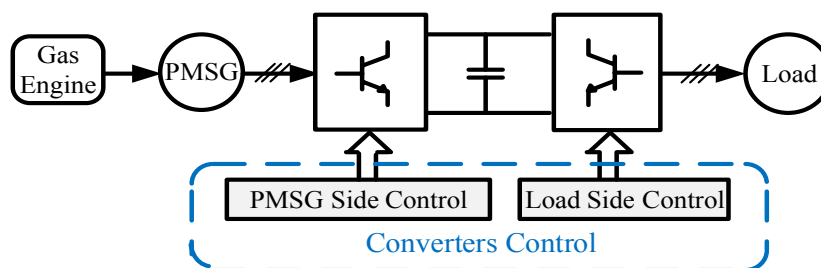 Gas
Engine
PMSG
Load
PMSG Side Control
Load Side Control
Converters Control